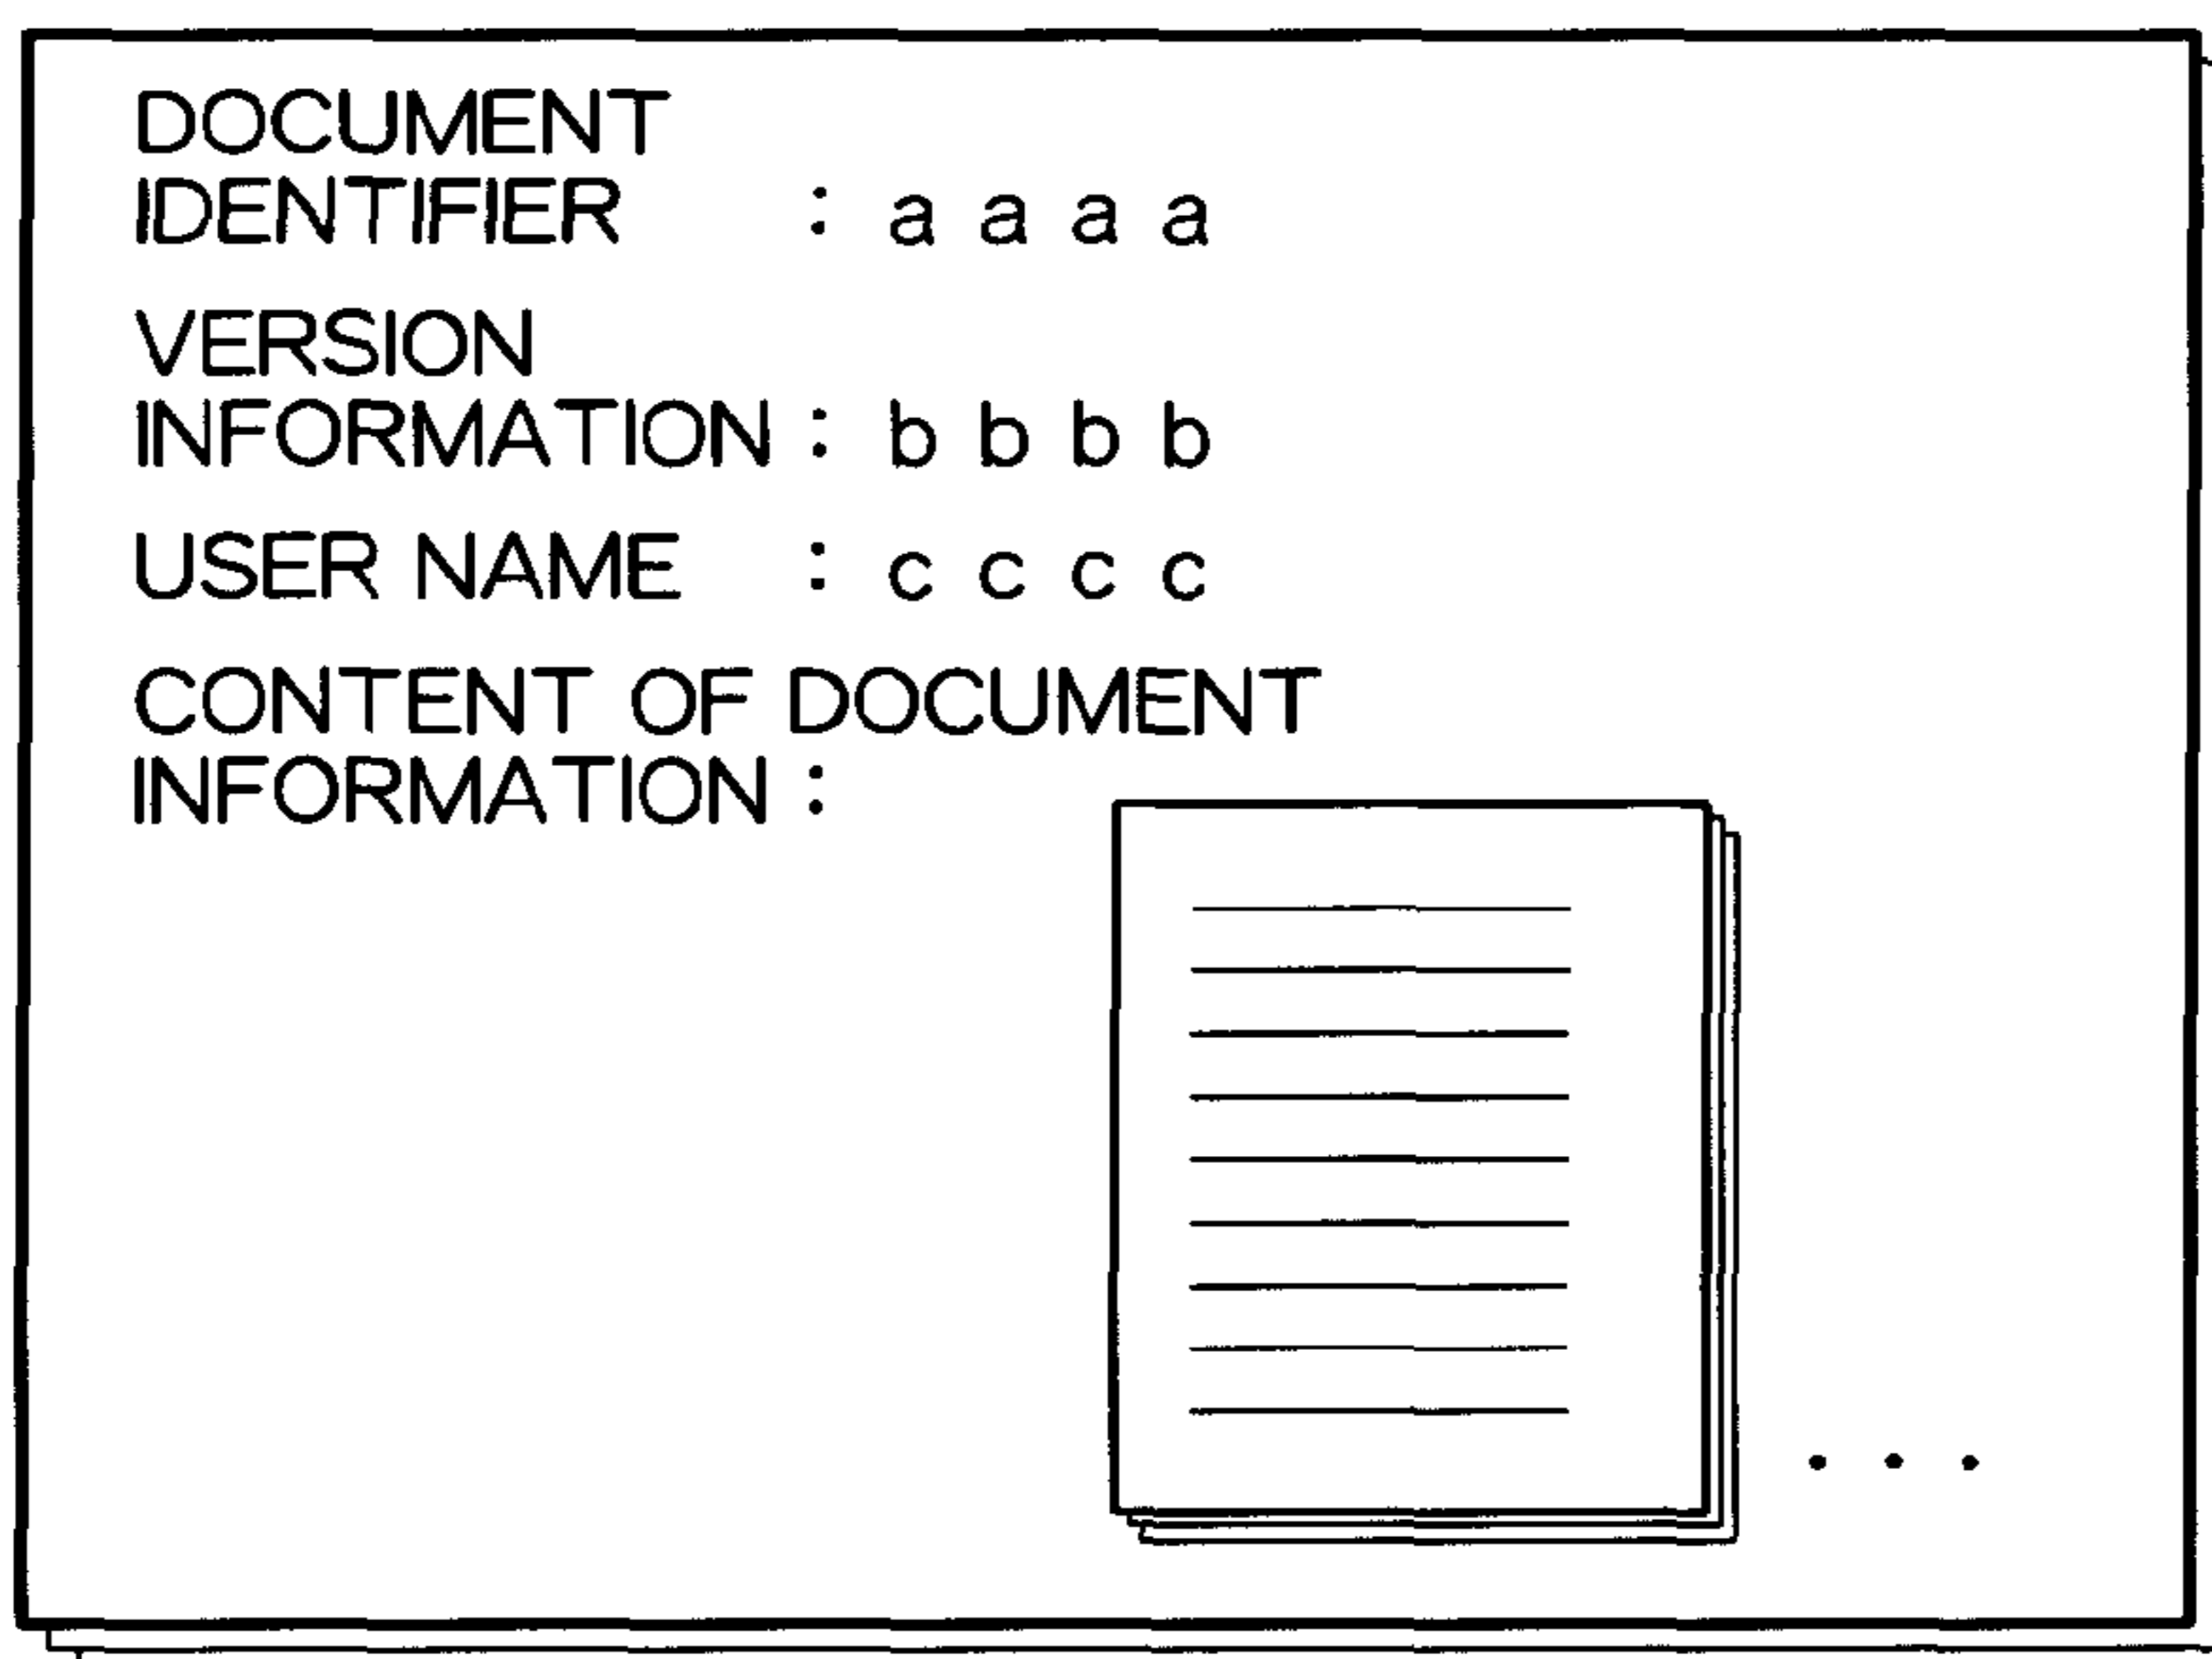 DOCUMENT
IDENTIFIER : a a a a
VERSION
INFORMATION : b b b b
USER NAME : c c c c
CONTENT OF DOCUMENT
INFORMATION :
. . .